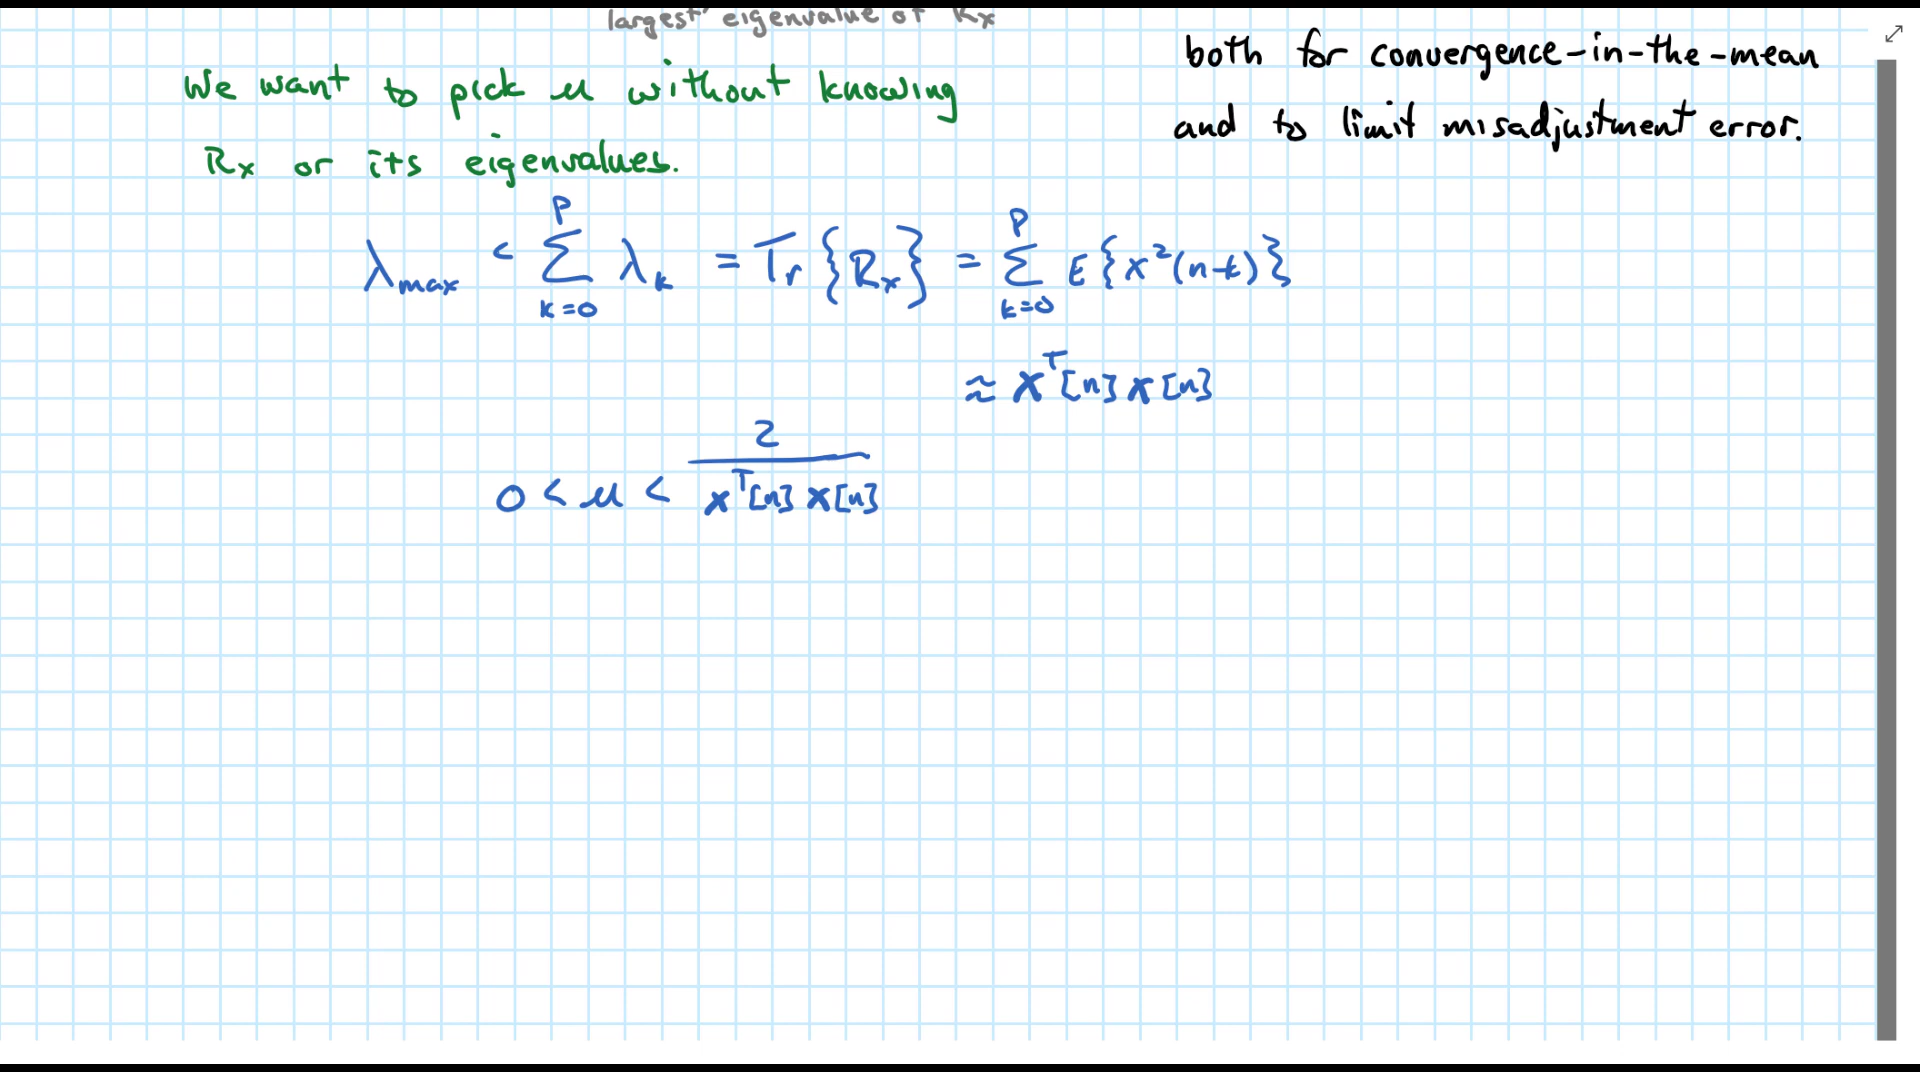 largest eigenvalue of Rx
both for convergence-in-the-mean
and to limit misadjustment error.
We want to pick μ without knowing
Rx or its eigenvalues.
λmax < Σ_{k=0}^{P} λ_k = Tr{Rx} = Σ_{k=0}^{P} E{x²(n-k)}
≈ x^T[n] x[n]
0 < μ < 2 / (x^T[n] x[n])